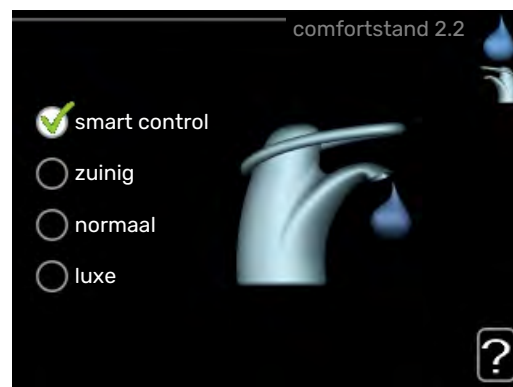 comfortstand 2.2
smart control
zuinig
normaal
luxe
?